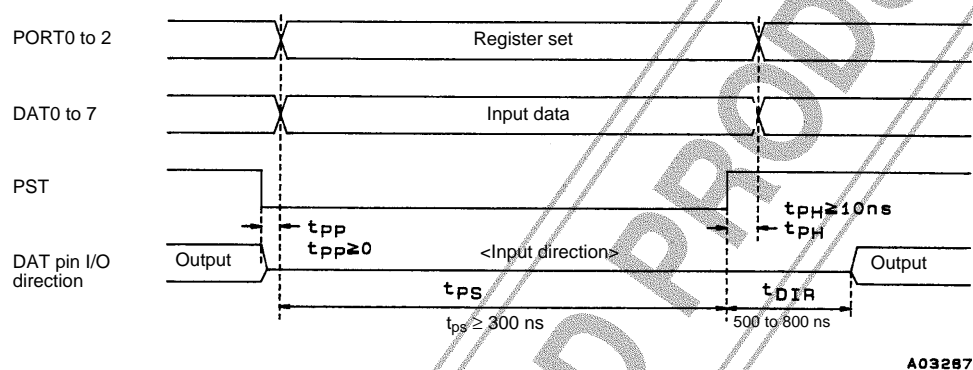 PORT0 to 2
Register set
DAT0 to 7
Input data
PST
tPP
tPP≥0
tPH≥10ns
tPH
DAT pin I/O
direction
Output
<Input direction>
Output
tPS
tps ≥ 300 ns
tDIR
500 to 800 ns
A03267